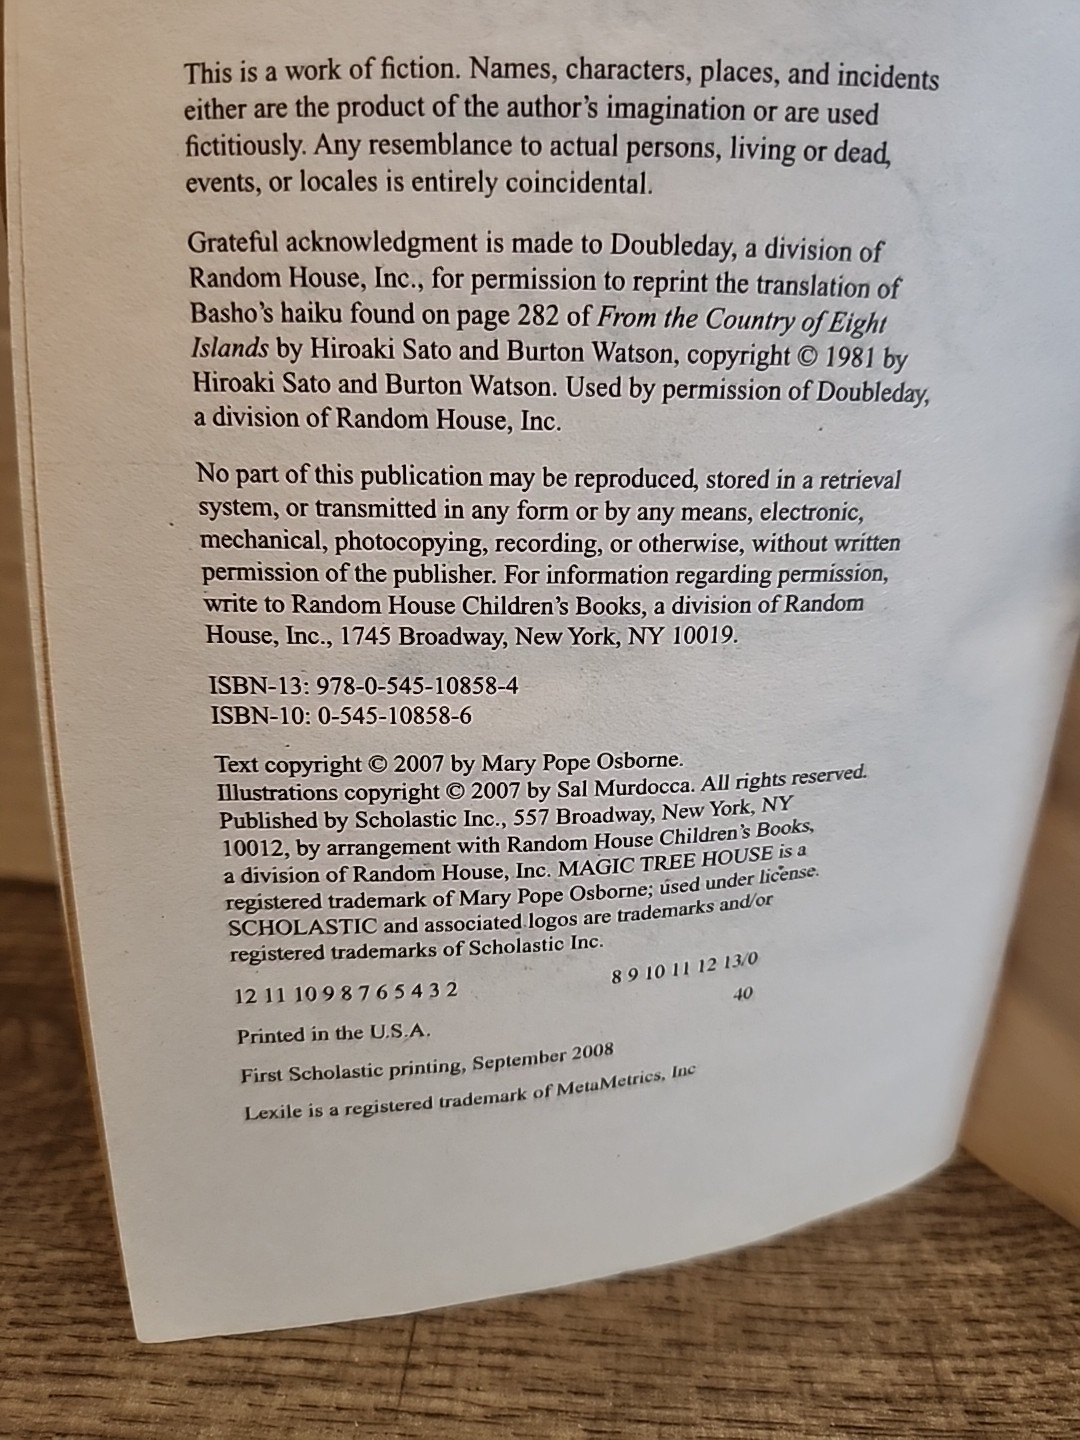 This is a work of fiction. Names, characters, places, and incidents
either are the product of the author's imagination or are used
fictitiously. Any resemblance to actual persons, living or dead,
events, or locales is entirely coincidental.
Grateful acknowledgment is made to Doubleday, a division of
Random House, Inc., for permission to reprint the translation of
Basho's haiku found on page 282 of From the Country of Eight
Islands by Hiroaki Sato and Burton Watson, copyright © 1981 by
Hiroaki Sato and Burton Watson. Used by permission of Doubleday,
a division of Random House, Inc.
No part of this publication may be reproduced, stored in a retrieval
system, or transmitted in any form or by any means, electronic,
mechanical, photocopying, recording, or otherwise, without written
permission of the publisher. For information regarding permission,
write to Random House Children's Books, a division of Random
House, Inc., 1745 Broadway, New York, NY 10019.
ISBN-13: 978-0-545-10858-4
ISBN-10: 0-545-10858-6
Text copyright © 2007 by Mary Pope Osborne.
Illustrations copyright © 2007 by Sal Murdocca. All rights reserved.
Published by Scholastic Inc., 557 Broadway, New York, NY
10012, by arrangement with Random House Children's Books,
a division of Random House, Inc. MAGIC TREE HOUSE is a
registered trademark of Mary Pope Osborne; used under license.
SCHOLASTIC and associated logos are trademarks and/or
registered trademarks of Scholastic Inc.
12 11 10 9 8 7 6 5 4 3 2 8 9 10 11 12 13/0
40
Printed in the U.S.A.
First Scholastic printing, September 2008
Lexile is a registered trademark of MetaMetrics, Inc